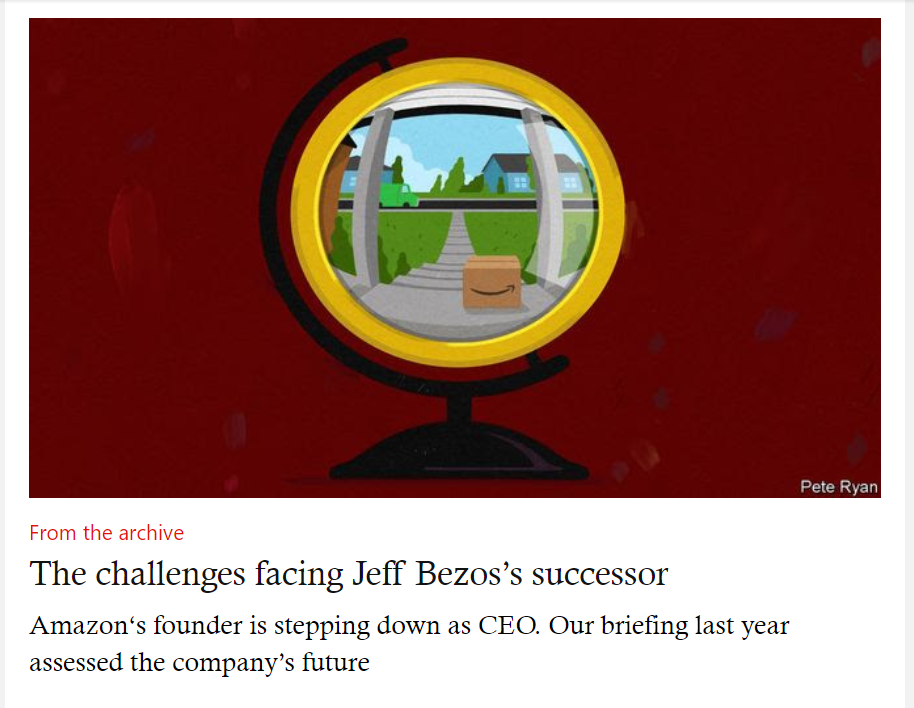 Pete Ryan
From the archive
The challenges facing Jeff Bezos’s successor
Amazon‘s founder is stepping down as CEO. Our briefing last year
assessed the company’s future